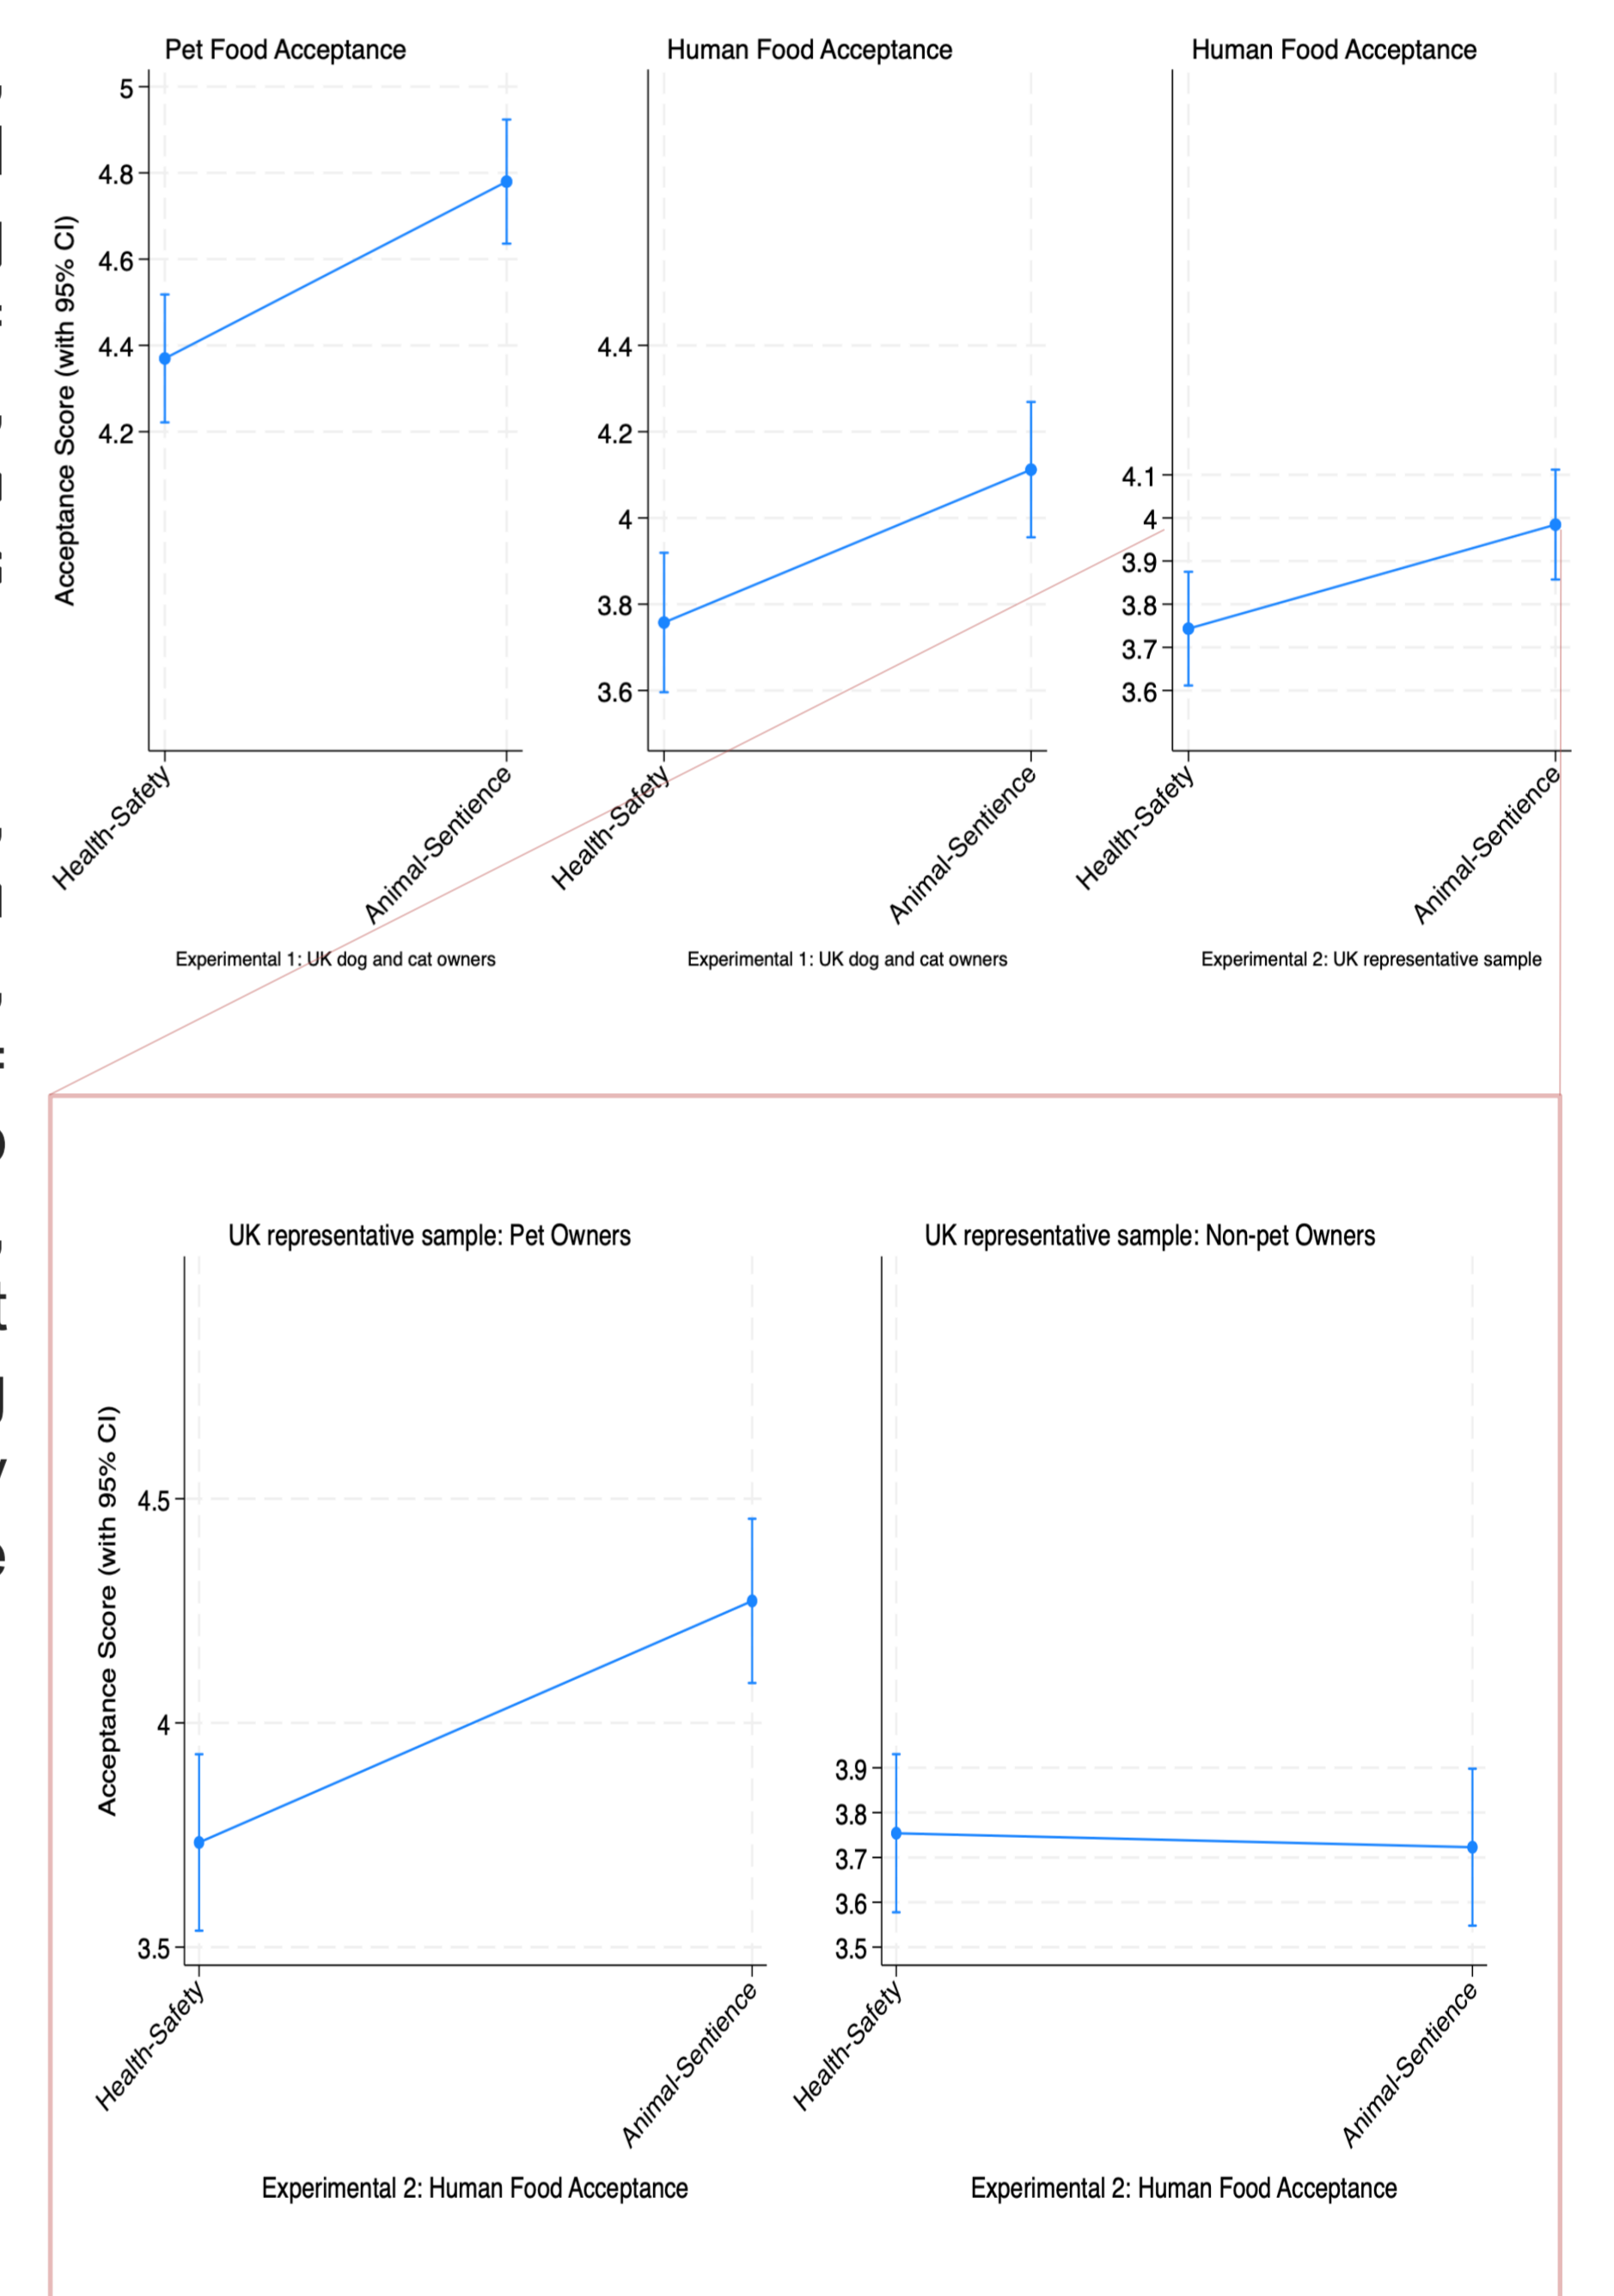 Pet Food Acceptance
Human Food Acceptance
Human Food Acceptance
Acceptance Score (with 95% CI)
5
4.8
4.6
4.4
4.2
4.4
4.2
4
3.8
3.6
4.1
4
3.9
3.8
3.7
3.6
Health-Safety
Animal-Sentience
Health-Safety
Animal-Sentience
Health-Safety
Animal-Sentience
Experimental 1: UK dog and cat owners
Experimental 1: UK dog and cat owners
Experimental 2: UK representative sample
UK representative sample: Pet Owners
UK representative sample: Non-pet Owners
Acceptance Score (with 95% CI)
4.5
4
3.5
3.9
3.8
3.7
3.6
3.5
Health-Safety
Animal-Sentience
Health-Safety
Animal-Sentience
Experimental 2: Human Food Acceptance
Experimental 2: Human Food Acceptance